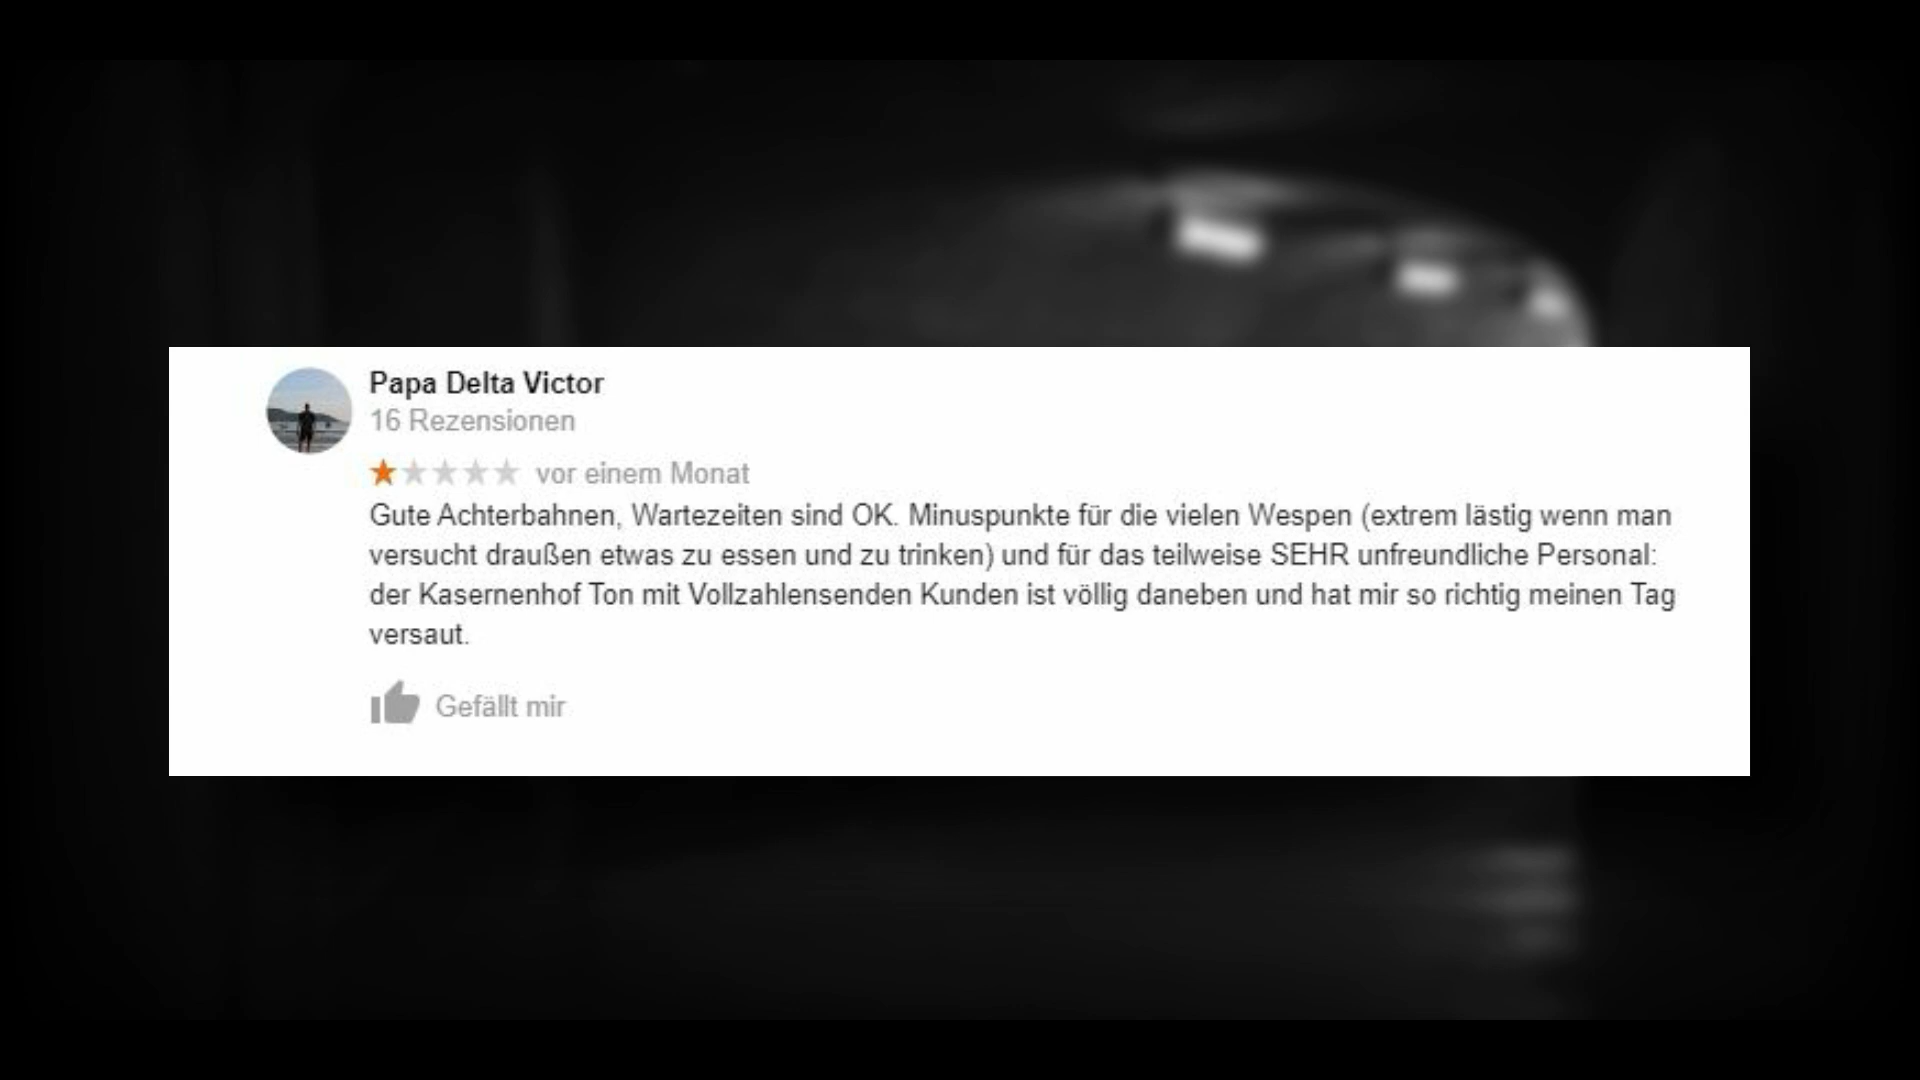 Papa Delta Victor
16 Rezensionen
vor einem Monat
Gute Achterbahnen, Wartezeiten sind OK. Minuspunkte für die vielen Wespen (extrem lästig wenn man
versucht draußen etwas zu essen und zu trinken) und für das teilweise SEHR unfreundliche Personal:
der Kasernenhof Ton mit Vollzahlensenden Kunden ist völlig daneben und hat mir so richtig meinen Tag
versaut.
Gefällt mir